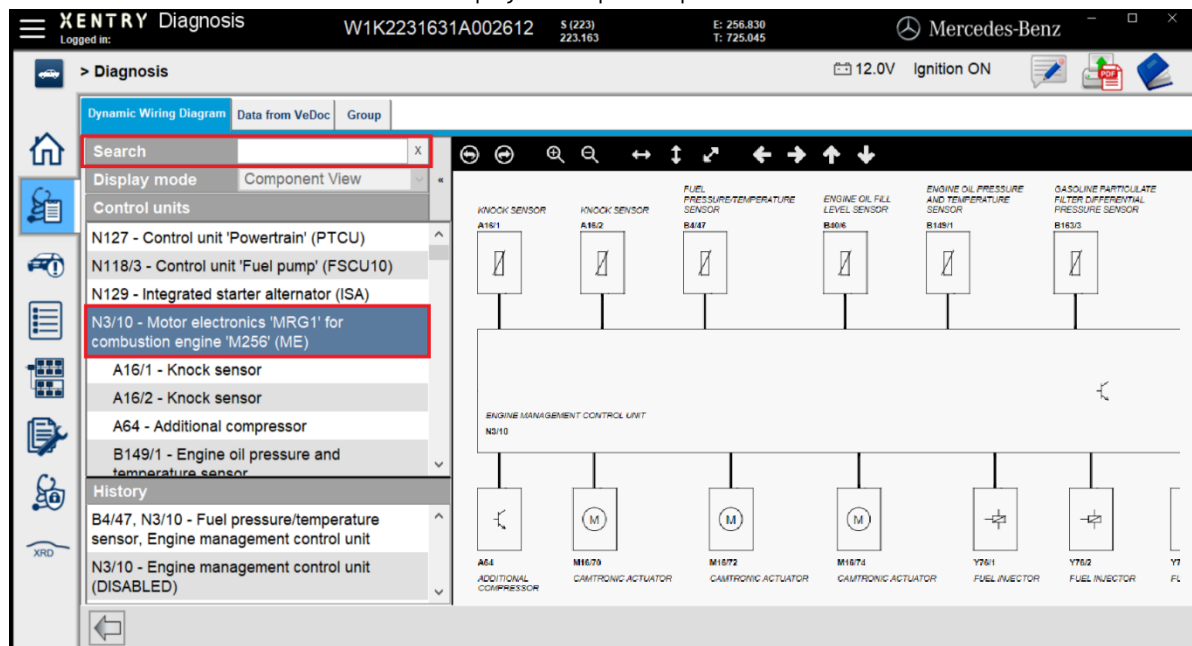 XENTRY Diagnosis
Logged in:
W1K2231631A002612
S (223)
223.163
E: 256.830
T: 725.045
Mercedes-Benz
> Diagnosis
12.0V Ignition ON
PDF
Dynamic Wiring Diagram
Data from VeDoc
Group
Search
X
Display mode
Component View
Control units
N127 - Control unit 'Powertrain' (PTCU)
N118/3 - Control unit 'Fuel pump' (FSCU10)
N129 - Integrated starter alternator (ISA)
N3/10 - Motor electronics 'MRG1' for
combustion engine 'M256' (ME)
A16/1 - Knock sensor
A16/2 - Knock sensor
A64 - Additional compressor
B149/1 - Engine oil pressure and
temperature sensor
History
B4/47, N3/10 - Fuel pressure/temperature
sensor, Engine management control unit
N3/10 - Engine management control unit
(DISABLED)
XRD
KNOCK SENSOR
A16/1
KNOCK SENSOR
A16/2
FUEL
PRESSURE/TEMPERATURE
SENSOR
B4/47
ENGINE OIL FILL
LEVEL SENSOR
B40/6
ENGINE OIL PRESSURE
AND TEMPERATURE
SENSOR
B149/1
GASOLINE PARTICULATE
FILTER DIFFERENTIAL
PRESSURE SENSOR
B163/3
ENGINE MANAGEMENT CONTROL UNIT
N3/10
M
M
M
A64
ADDITIONAL
COMPRESSOR
M16/70
CAMTRONIC ACTUATOR
M16/72
CAMTRONIC ACTUATOR
M16/74
CAMTRONIC ACTUATOR
Y76/1
FUEL INJECTOR
Y76/2
FUEL INJECTOR